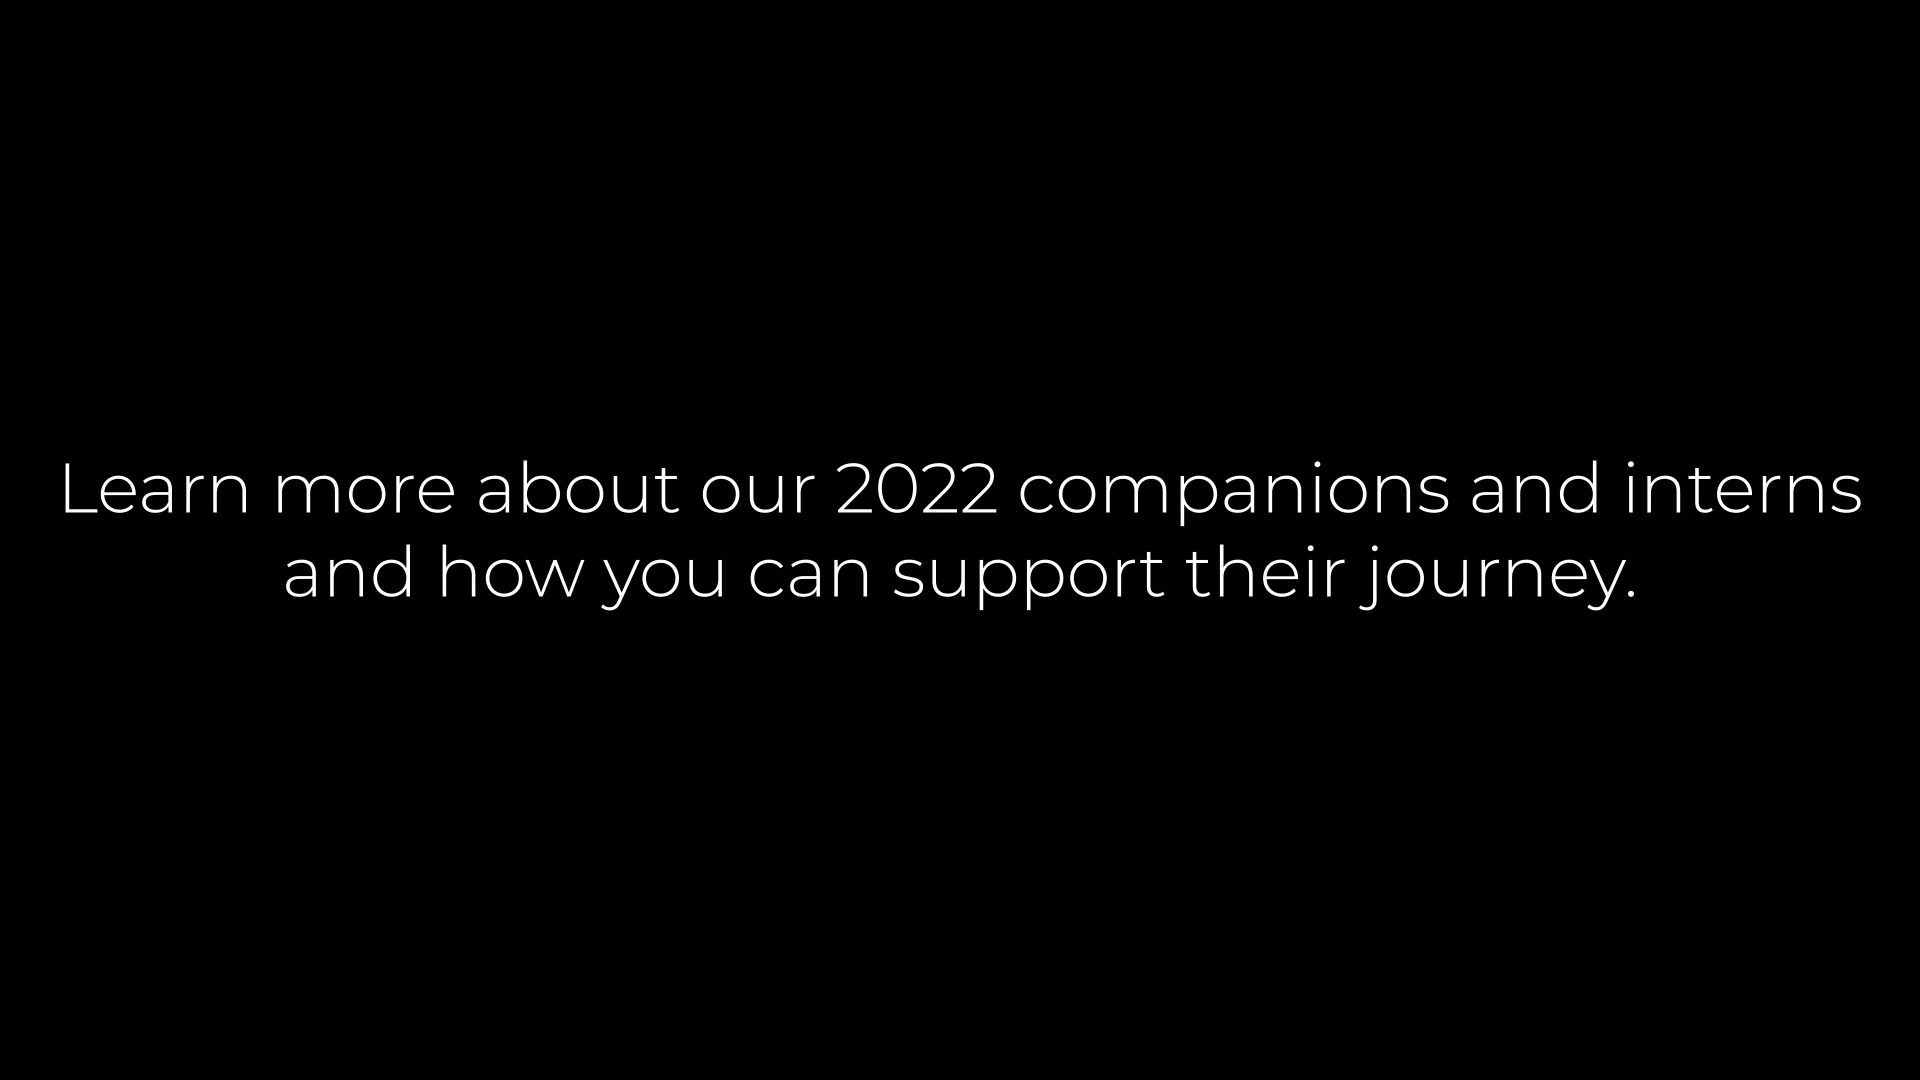 Learn more about our 2022 companions and interns
and how you can support their journey.